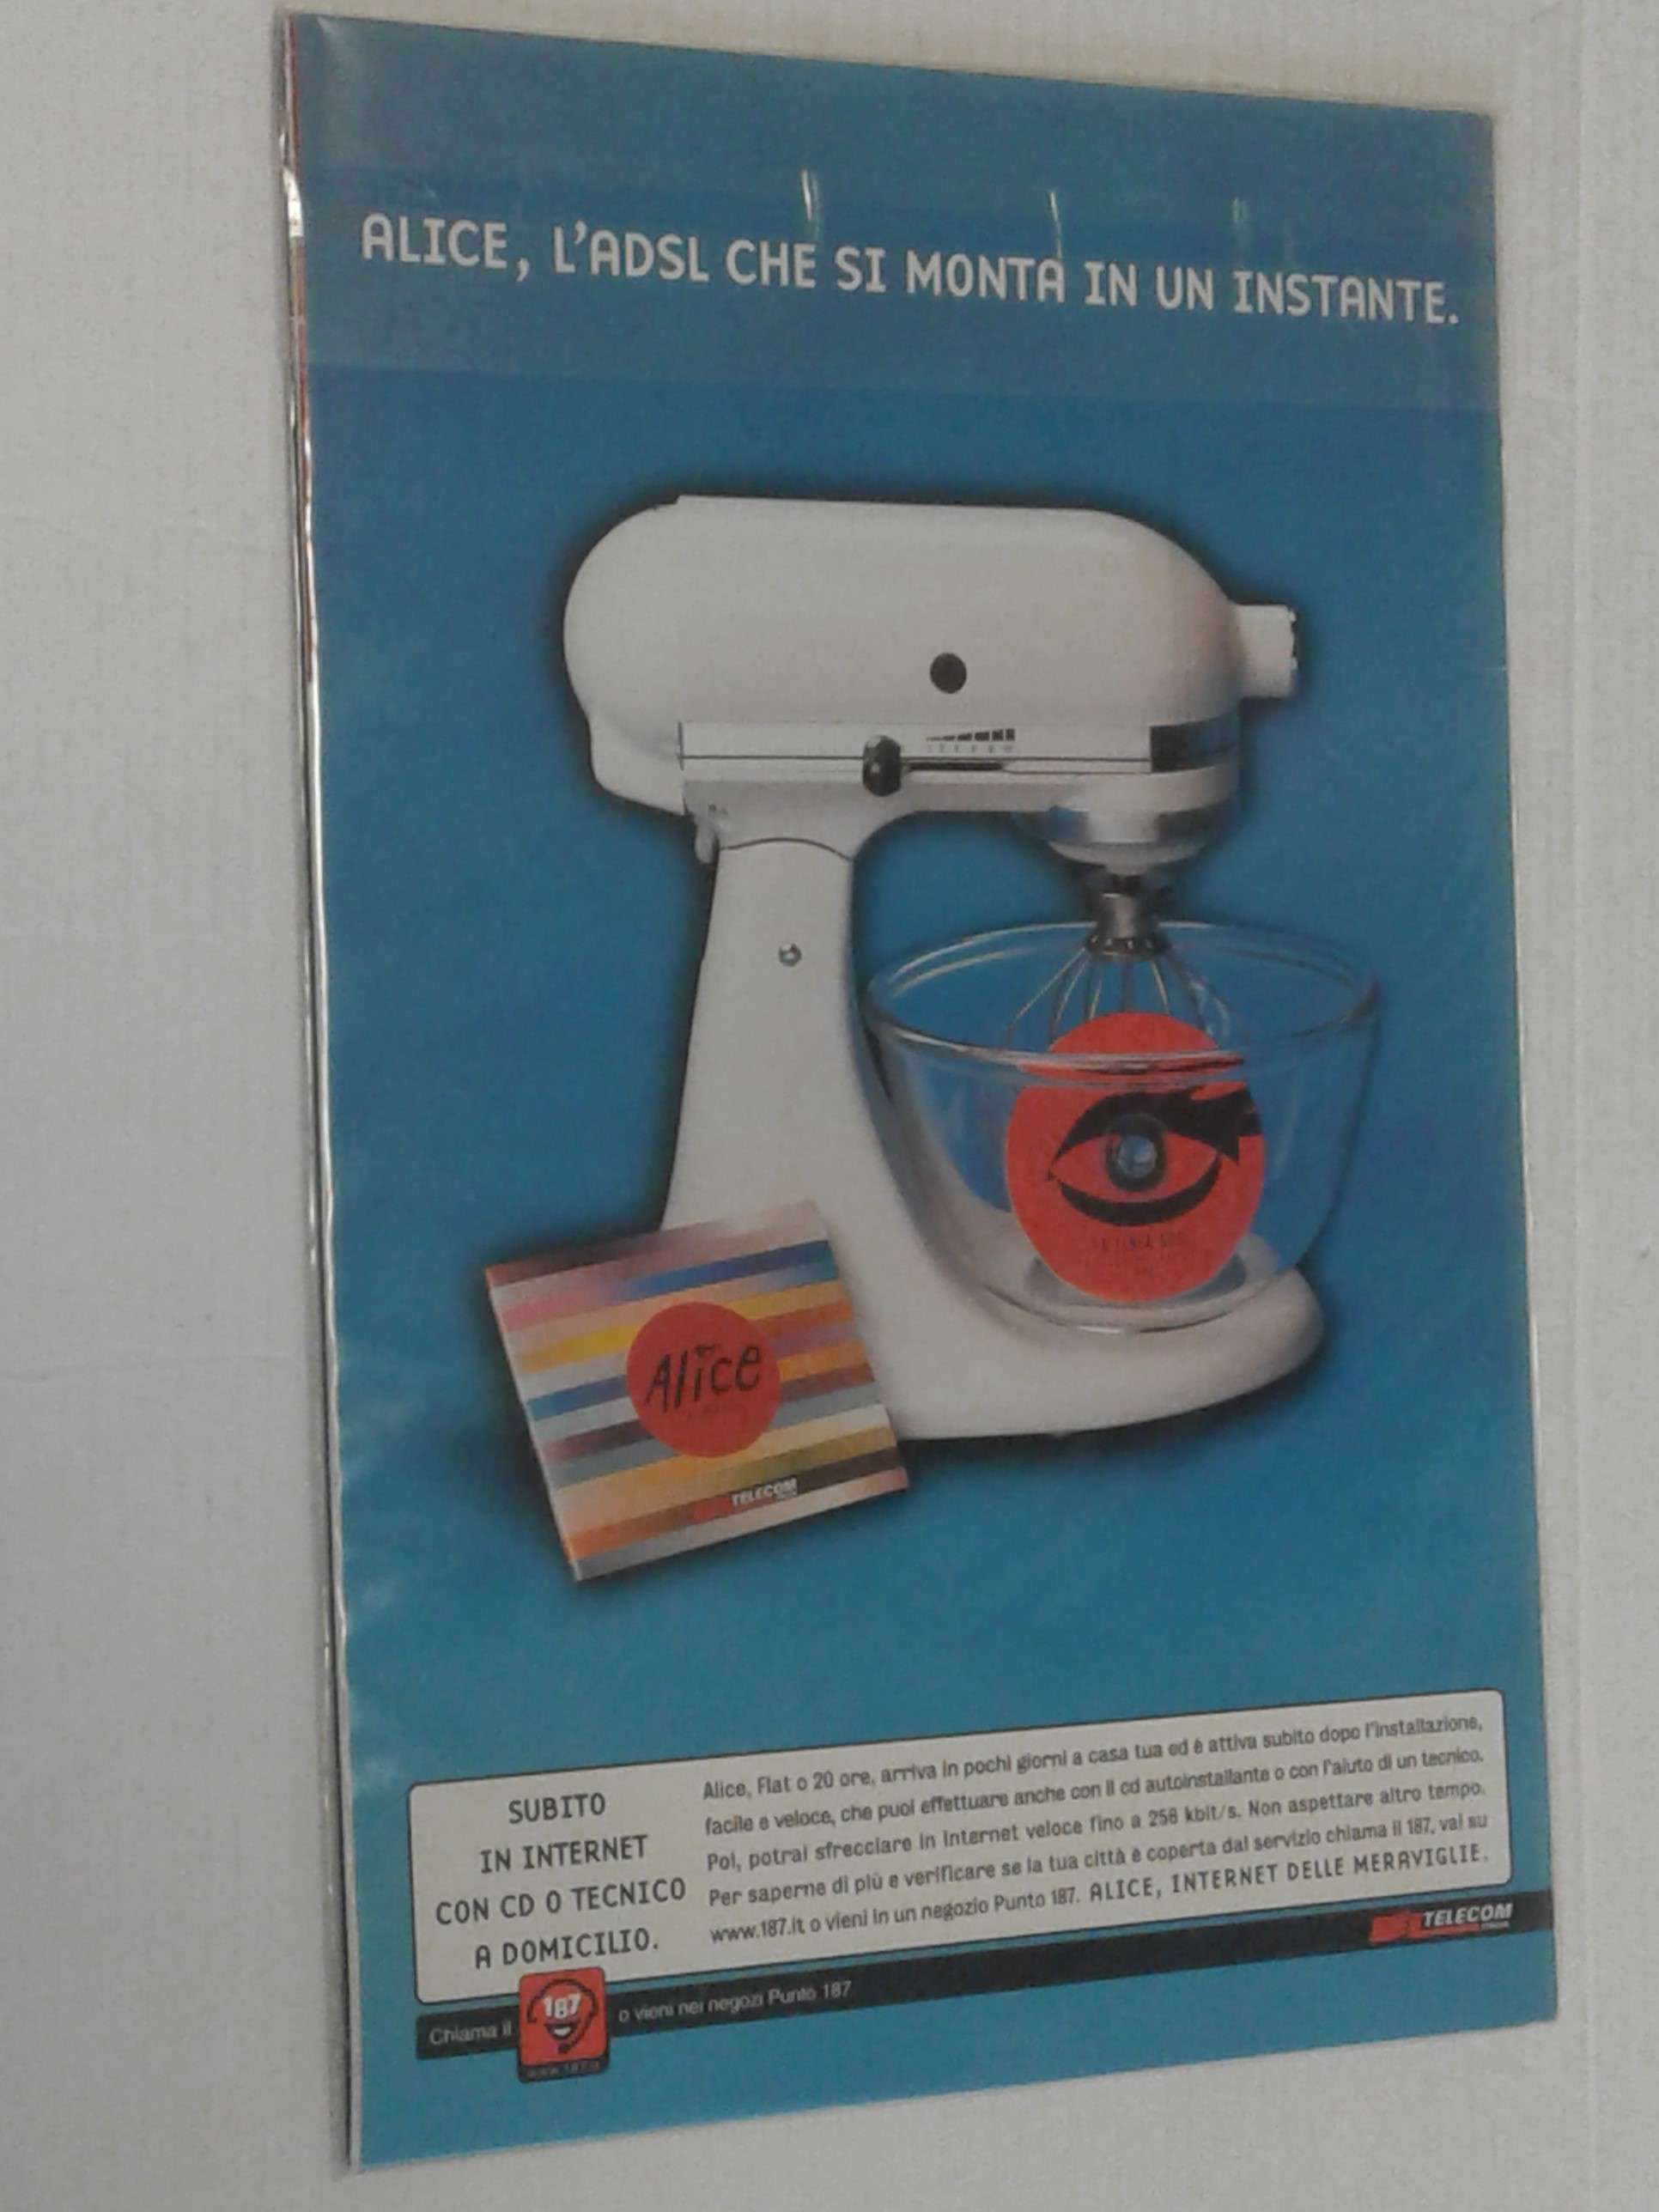 ALICE, L'ADSL CHE SI MONTA IN UN INSTANTE.
Alice
TELECOM
SUBITO
IN INTERNET
CON CD O TECNICO
A DOMICILIO.
Alice, Flat o 20 ore, arriva in pochi giorni a casa tua ed è attiva subito dopo l'installazione,
facile e veloce, che puoi effettuare anche con il cd autoinstallante o con l'aiuto di un tecnico.
Poi, potrai sfrecciare in Internet veloce fino a 256 kbit/s. Non aspettare altro tempo.
Per saperne di più e verificare se la tua città è coperta dal servizio chiama il 187, vai su
www.187.it o vieni in un negozio Punto 187. ALICE, INTERNET DELLE MERAVIGLIE.
TELECOM
ITALIA
Chiama il
187
www.187.it
o vieni nei negozi Punto 187